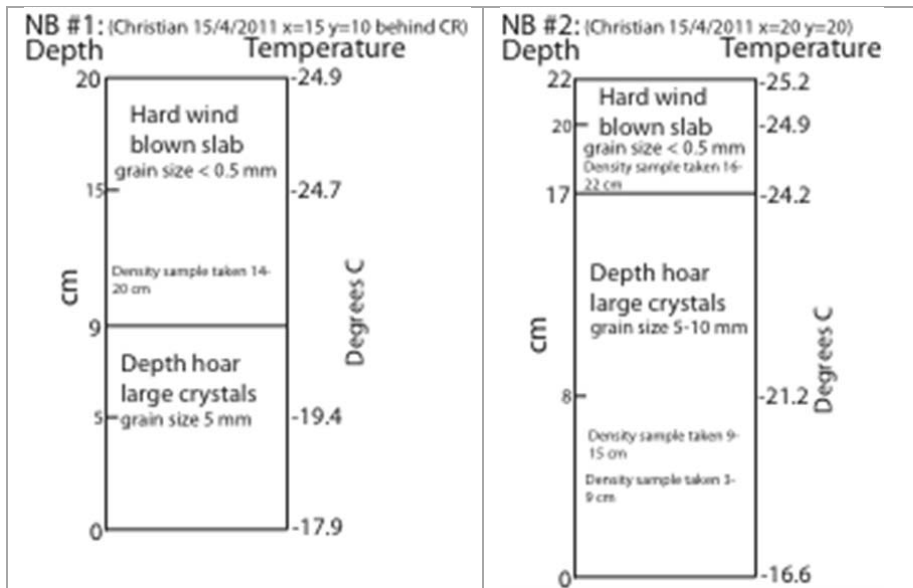 NB #1: (Christian 15/4/2011 x=15 y=10 behind CR)
Depth Temperature
20 -24.9
Hard wind
blown slab
grain size < 0.5 mm
15 -24.7
Density sample taken 14-
20 cm
cm
Degrees C
9
Depth hoar
large crystals
5 grain size 5 mm -19.4
0 -17.9
NB #2: (Christian 15/4/2011 x=20 y=20)
Depth Temperature
22 -25.2
Hard wind
20 blown slab -24.9
grain size < 0.5 mm
Density sample taken 16-
22 cm
17 -24.2
Depth hoar
large crystals
grain size 5-10 mm
cm
Degrees C
8 -21.2
Density sample taken 9-
15 cm
Density sample taken 3-
9 cm
0 -16.6